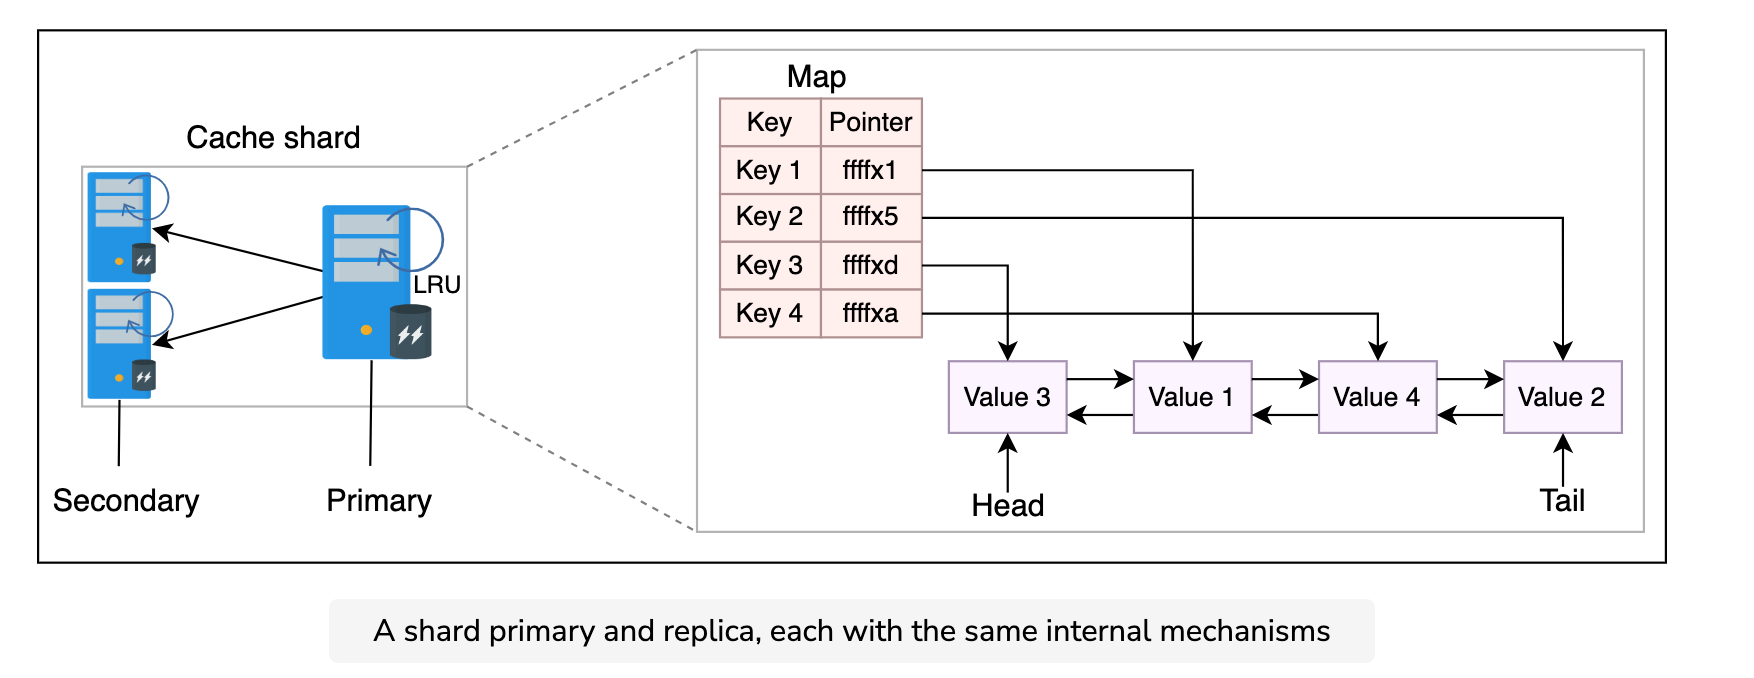 Cache shard
LRU
Secondary
Primary
Map
Key Pointer
Key 1 ffffx1
Key 2 ffffx5
Key 3 ffffxd
Key 4 ffffxa
Value 3 Value 1 Value 4 Value 2
Head
Tail
A shard primary and replica, each with the same internal mechanisms